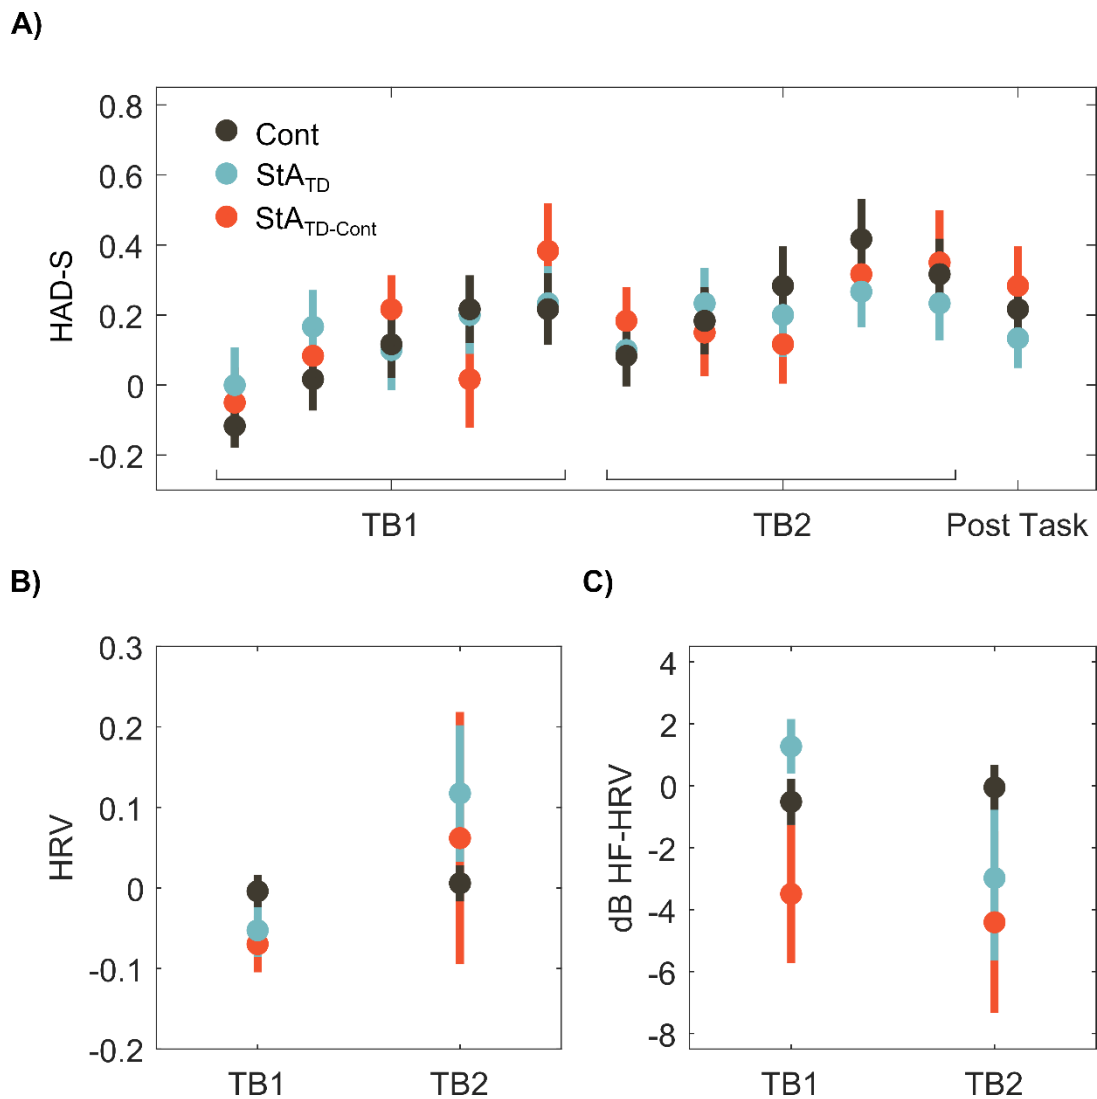 A)
HAD-S
0.8
0.6
0.4
0.2
0
-0.2
Cont
StATD
StATD-Cont
TB1
TB2
Post Task
B)
HRV
0.3
0.2
0.1
0
-0.1
-0.2
TB1
TB2
C)
dB HF-HRV
4
2
0
-2
-4
-6
-8
TB1
TB2